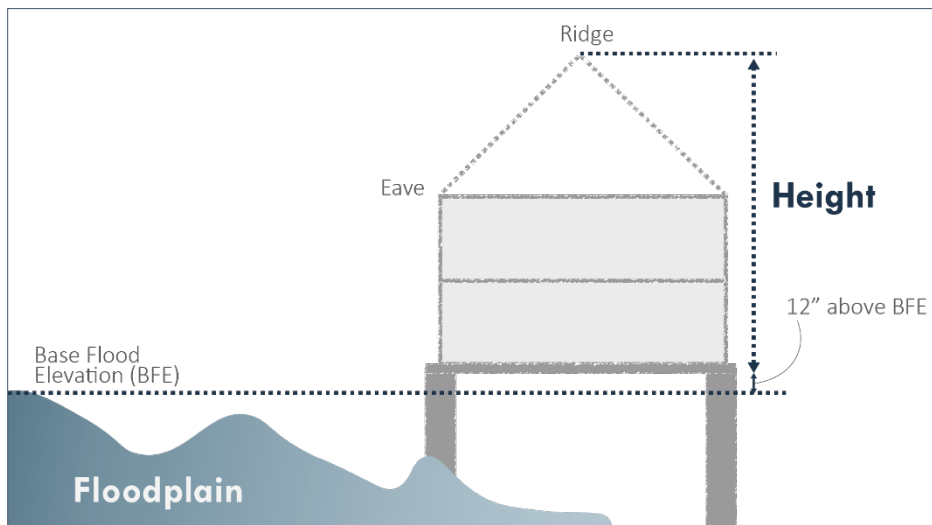 Ridge
Eave
Height
12” above BFE
Base Flood
Elevation (BFE)
Floodplain